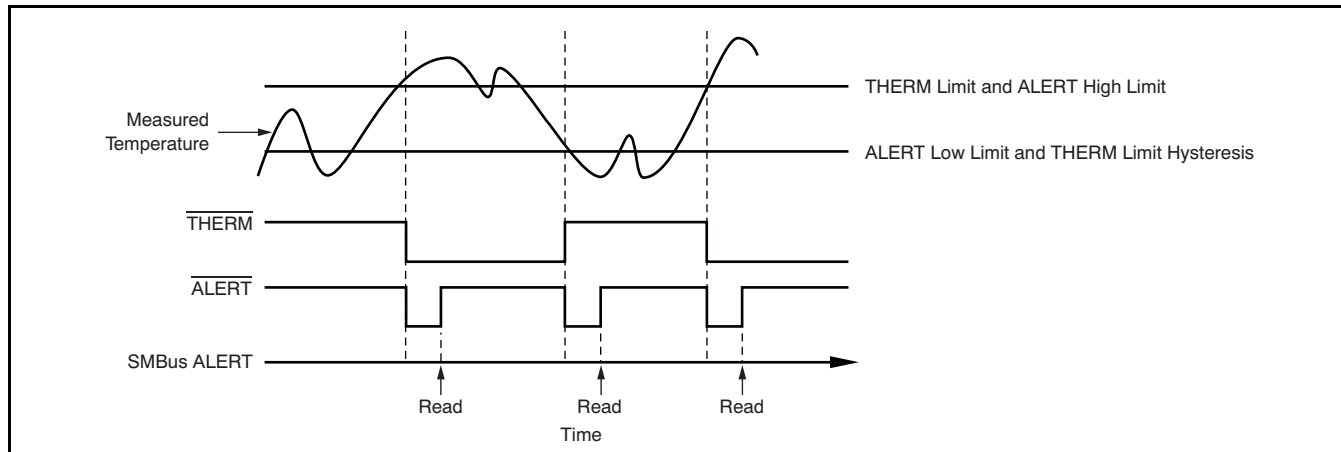 THERM Limit and ALERT High Limit
Measured
Temperature
ALERT Low Limit and THERM Limit Hysteresis
THERM
ALERT
SMBus ALERT
Read
Read
Read
Time